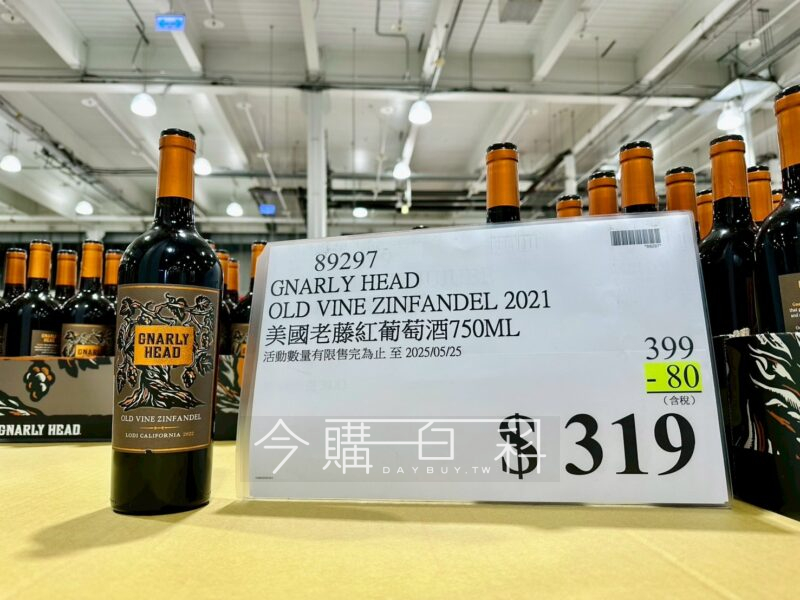 89297
GNARLY HEAD
OLD VINE ZINFANDEL 2021
美國老藤紅葡萄酒750ML
活動數量有限售完為止 至 2025/05/25
399
- 80
(含稅)
$ 319
今購百科
DAYBUY.TW
GNARLY
HEAD
OLD VINE ZINFANDEL
LODI CALIFORNIA 2022
GNARLY HEAD